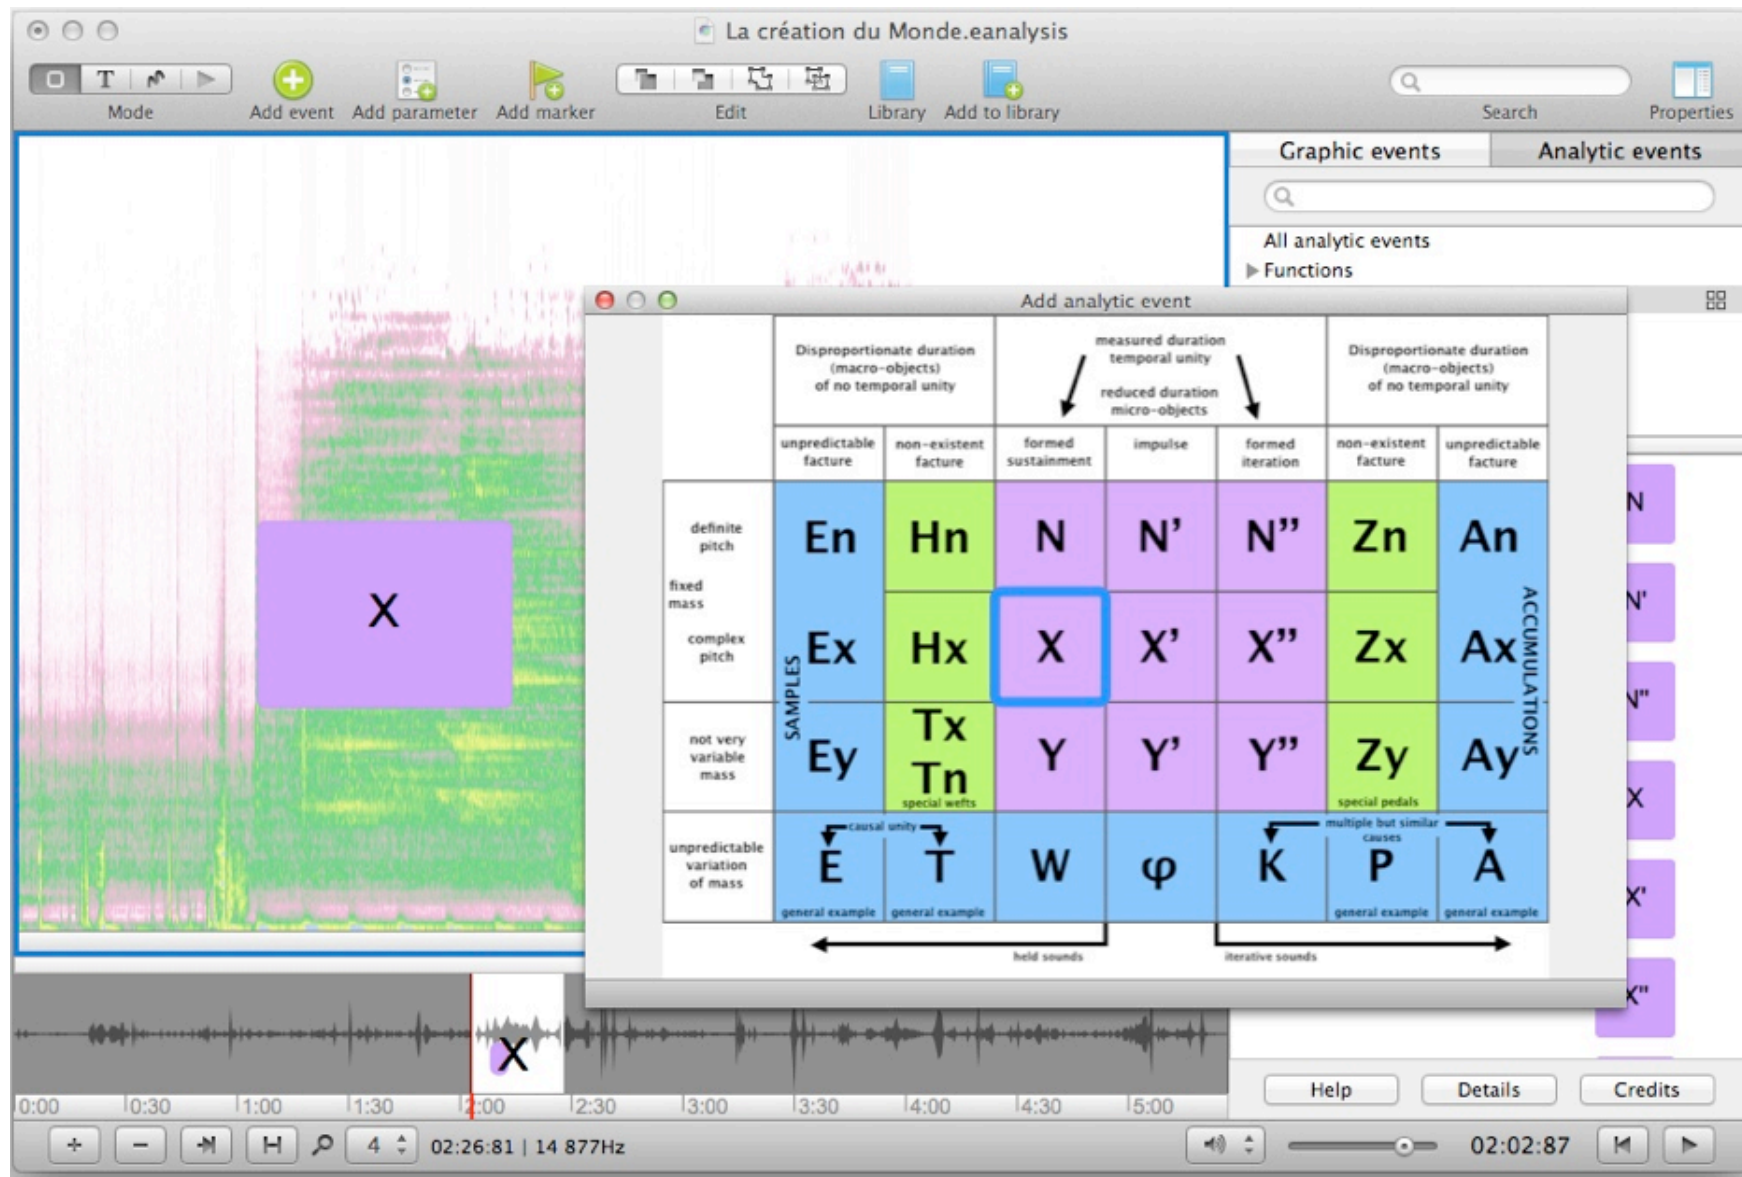 La création du Monde.eanalysis
T
Mode
Add event
Add parameter
Add marker
Edit
Library
Add to library
Search
Properties
Graphic events
Analytic events
All analytic events
Functions
X
Add analytic event
Disproportionate duration
(macro-objects)
of no temporal unity
measured duration
temporal unity
reduced duration
micro-objects
Disproportionate duration
(macro-objects)
of no temporal unity
unpredictable
facture
non-existent
facture
formed
sustainment
impulse
formed
iteration
non-existent
facture
unpredictable
facture
definite
pitch
En Hn N N’ N” Zn An
fixed
mass
complex
pitch
Ex Hx X X’ X” Zx Ax
SAMPLES
ACCUMULATIONS
not very
variable
mass
Ey Tx Y Y’ Y” Zy Ay
Tn
special wefts
special pedals
causal unity
multiple but similar
causes
unpredictable
variation
of mass
E T W φ K P A
general example
general example
general example
general example
held sounds
iterative sounds
N
N'
N"
X
X'
X"
X
0:00 0:30 1:00 1:30 2:00 2:30 3:00 3:30 4:00 4:30 5:00
Help
Details
Credits
4
02:26:81 | 14 877Hz
02:02:87